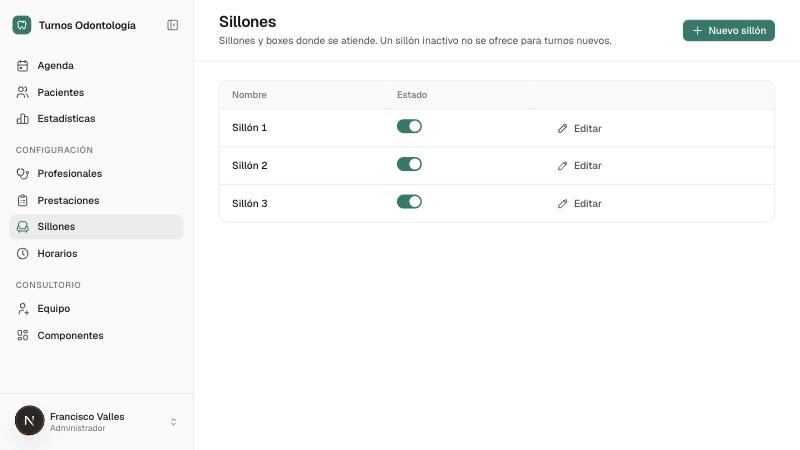 Turnos Odontología
Agenda
Pacientes
Estadísticas
CONFIGURACIÓN
Profesionales
Prestaciones
Sillones
Horarios
CONSULTORIO
Equipo
Componentes
N
Francisco Valles
Administrador
Sillones
Sillones y boxes donde se atiende. Un sillón inactivo no se ofrece para turnos nuevos.
Nuevo sillón
Nombre Estado
Sillón 1 Editar
Sillón 2 Editar
Sillón 3 Editar